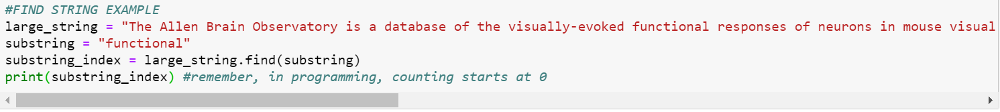 #FIND STRING EXAMPLE
large_string = "The Allen Brain Observatory is a database of the visually-evoked functional responses of neurons in mouse visual
substring = "functional"
substring_index = large_string.find(substring)
print(substring_index) #remember, in programming, counting starts at 0